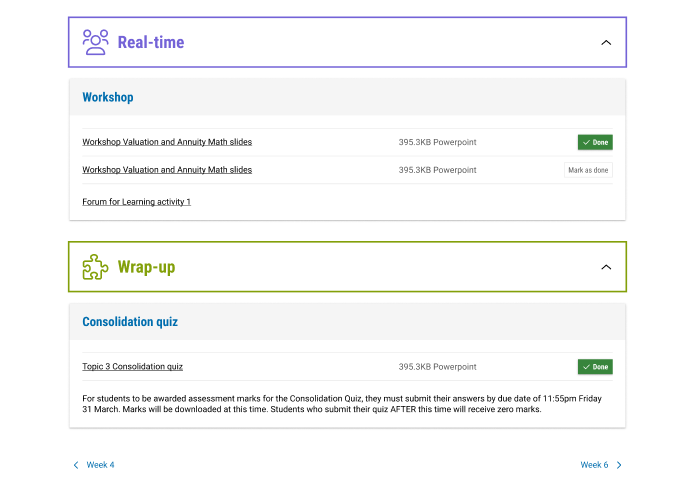 Real-time
Workshop
Workshop Valuation and Annuity Math slides 395.3KB Powerpoint Done
Workshop Valuation and Annuity Math slides 395.3KB Powerpoint Mark as done
Forum for Learning activity 1
Wrap-up
Consolidation quiz
Topic 3 Consolidation quiz 395.3KB Powerpoint Done
For students to be awarded assessment marks for the Consolidation Quiz, they must submit their answers by due date of 11:55pm Friday
31 March. Marks will be downloaded at this time. Students who submit their quiz AFTER this time will receive zero marks.
Week 4 Week 6